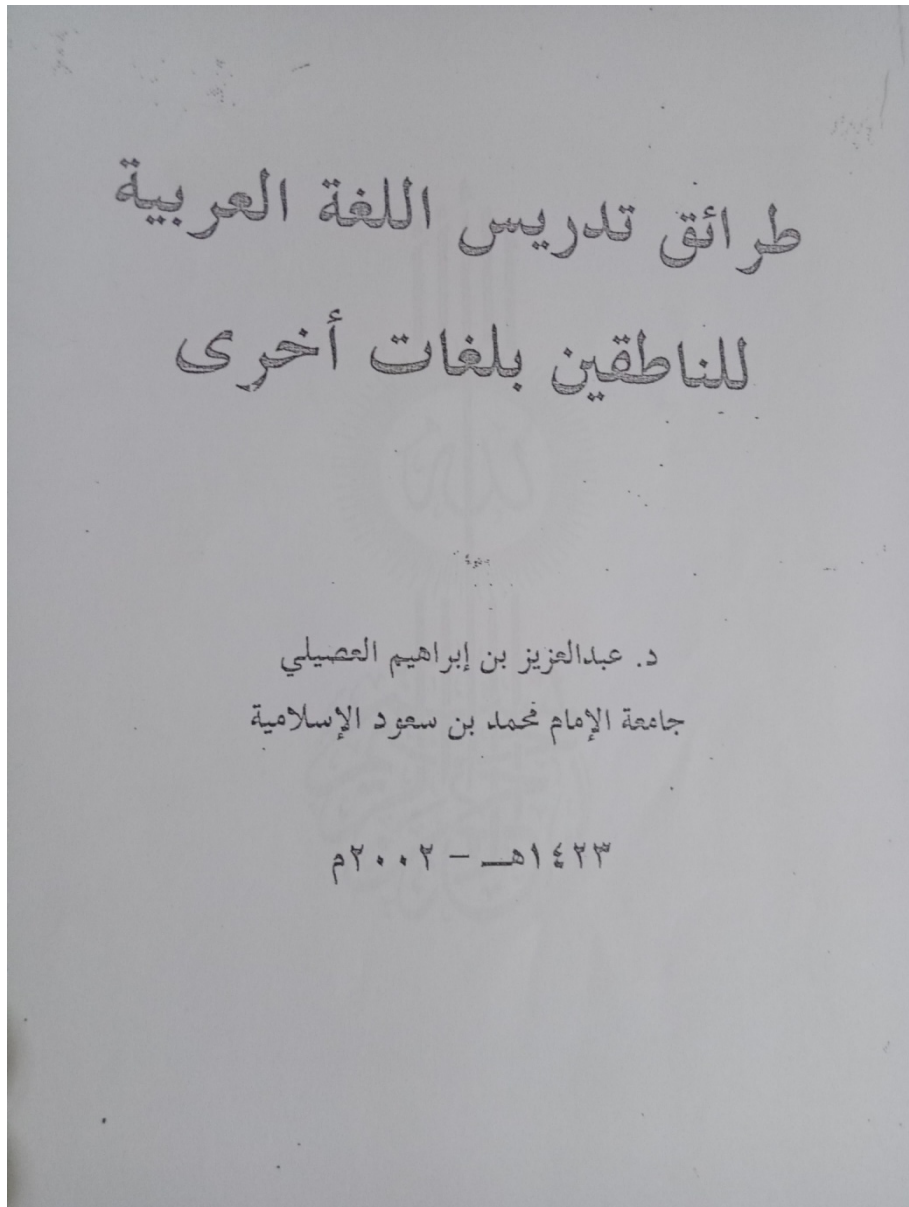 طرائق تدريس اللغة العربية
للناطقين بلغات أخرى
د. عبدالعزيز بن إبراهيم العصيلي
جامعة الإمام محمد بن سعود الإسلامية
١٤٢٣هـ - ٢٠٠٢م